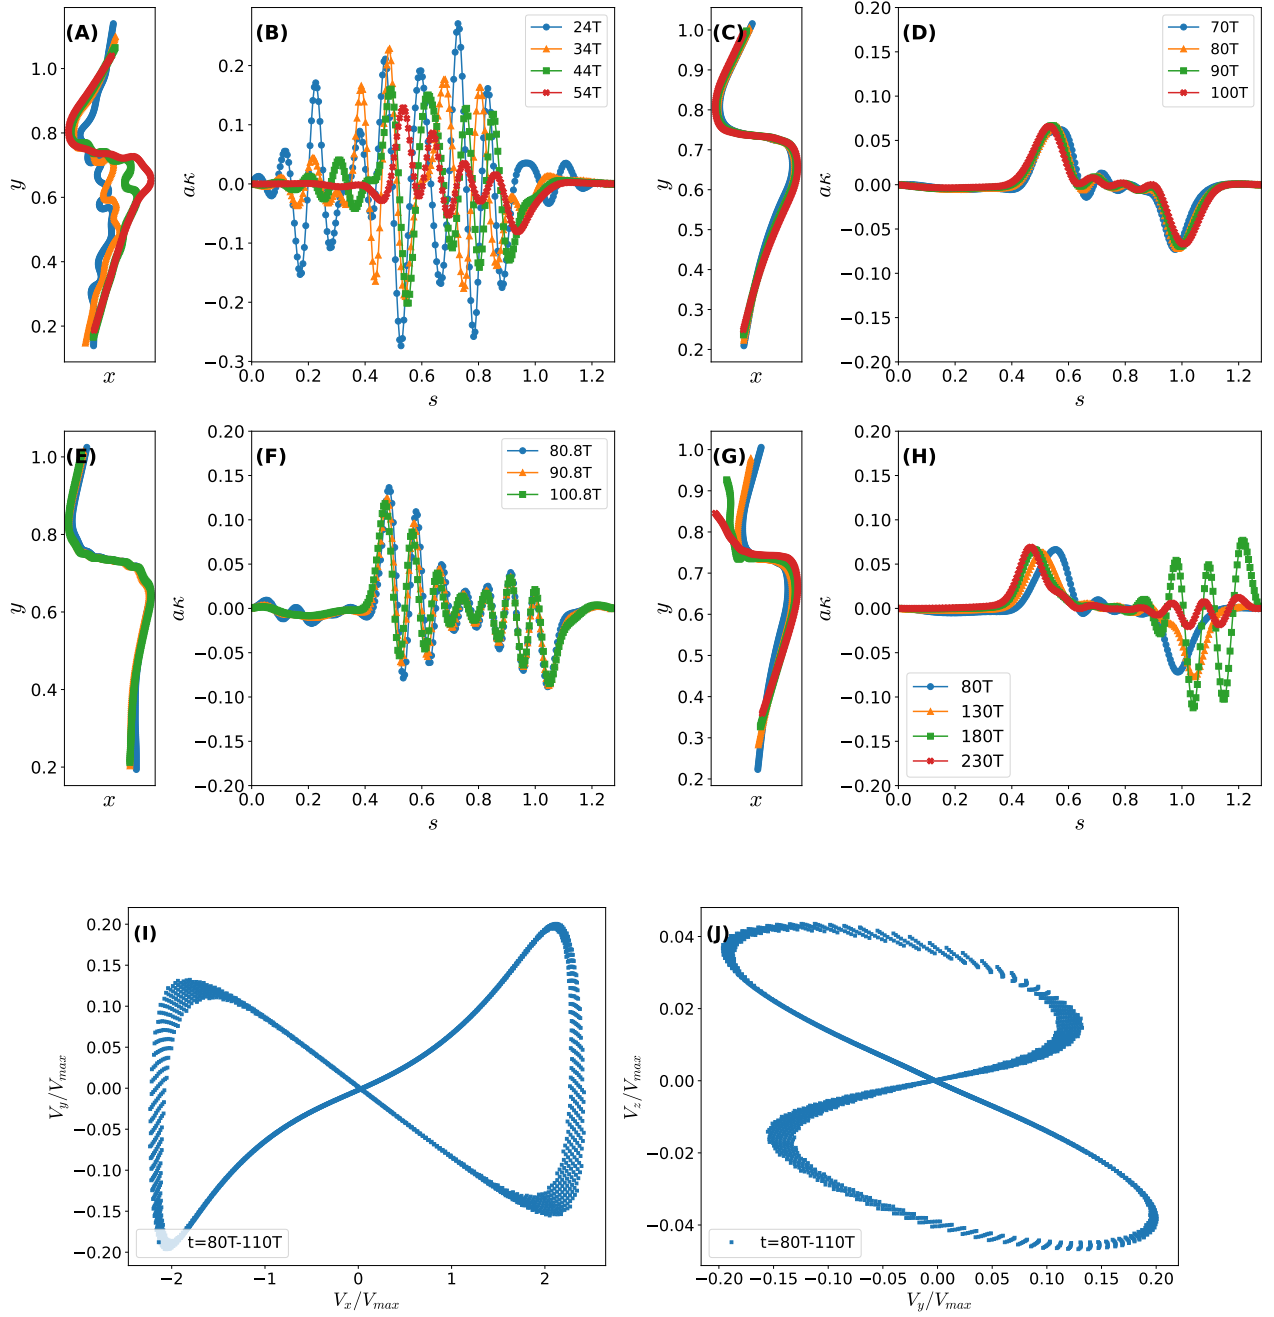 (A)
1.0
0.8
0.6
0.4
0.2
y
x
(B)
24T
34T
44T
54T
0.2
0.1
0.0
−0.1
−0.2
−0.3
aκ
0.0 0.2 0.4 0.6 0.8 1.0 1.2
s
(C)
1.0
0.9
0.8
0.7
0.6
0.5
0.4
0.3
0.2
y
x
(D)
70T
80T
90T
100T
0.20
0.15
0.10
0.05
0.00
−0.05
−0.10
−0.15
−0.20
aκ
0.0 0.2 0.4 0.6 0.8 1.0 1.2
s
(E)
1.0
0.8
0.6
0.4
0.2
y
x
(F)
80.8T
90.8T
100.8T
0.20
0.15
0.10
0.05
0.00
−0.05
−0.10
−0.15
−0.20
aκ
0.0 0.2 0.4 0.6 0.8 1.0 1.2
s
(G)
1.0
0.9
0.8
0.7
0.6
0.5
0.4
0.3
0.2
y
x
(H)
80T
130T
180T
230T
0.20
0.15
0.10
0.05
0.00
−0.05
−0.10
−0.15
−0.20
aκ
0.0 0.2 0.4 0.6 0.8 1.0 1.2
s
(I)
0.20
0.15
0.10
0.05
0.00
−0.05
−0.10
−0.15
−0.20
Vy/Vmax
t=80T-110T
−2 −1 0 1 2
Vx/Vmax
(J)
0.04
0.02
0.00
−0.02
−0.04
Vz/Vmax
t=80T-110T
−0.20 −0.15 −0.10 −0.05 0.00 0.05 0.10 0.15 0.20
Vy/Vmax